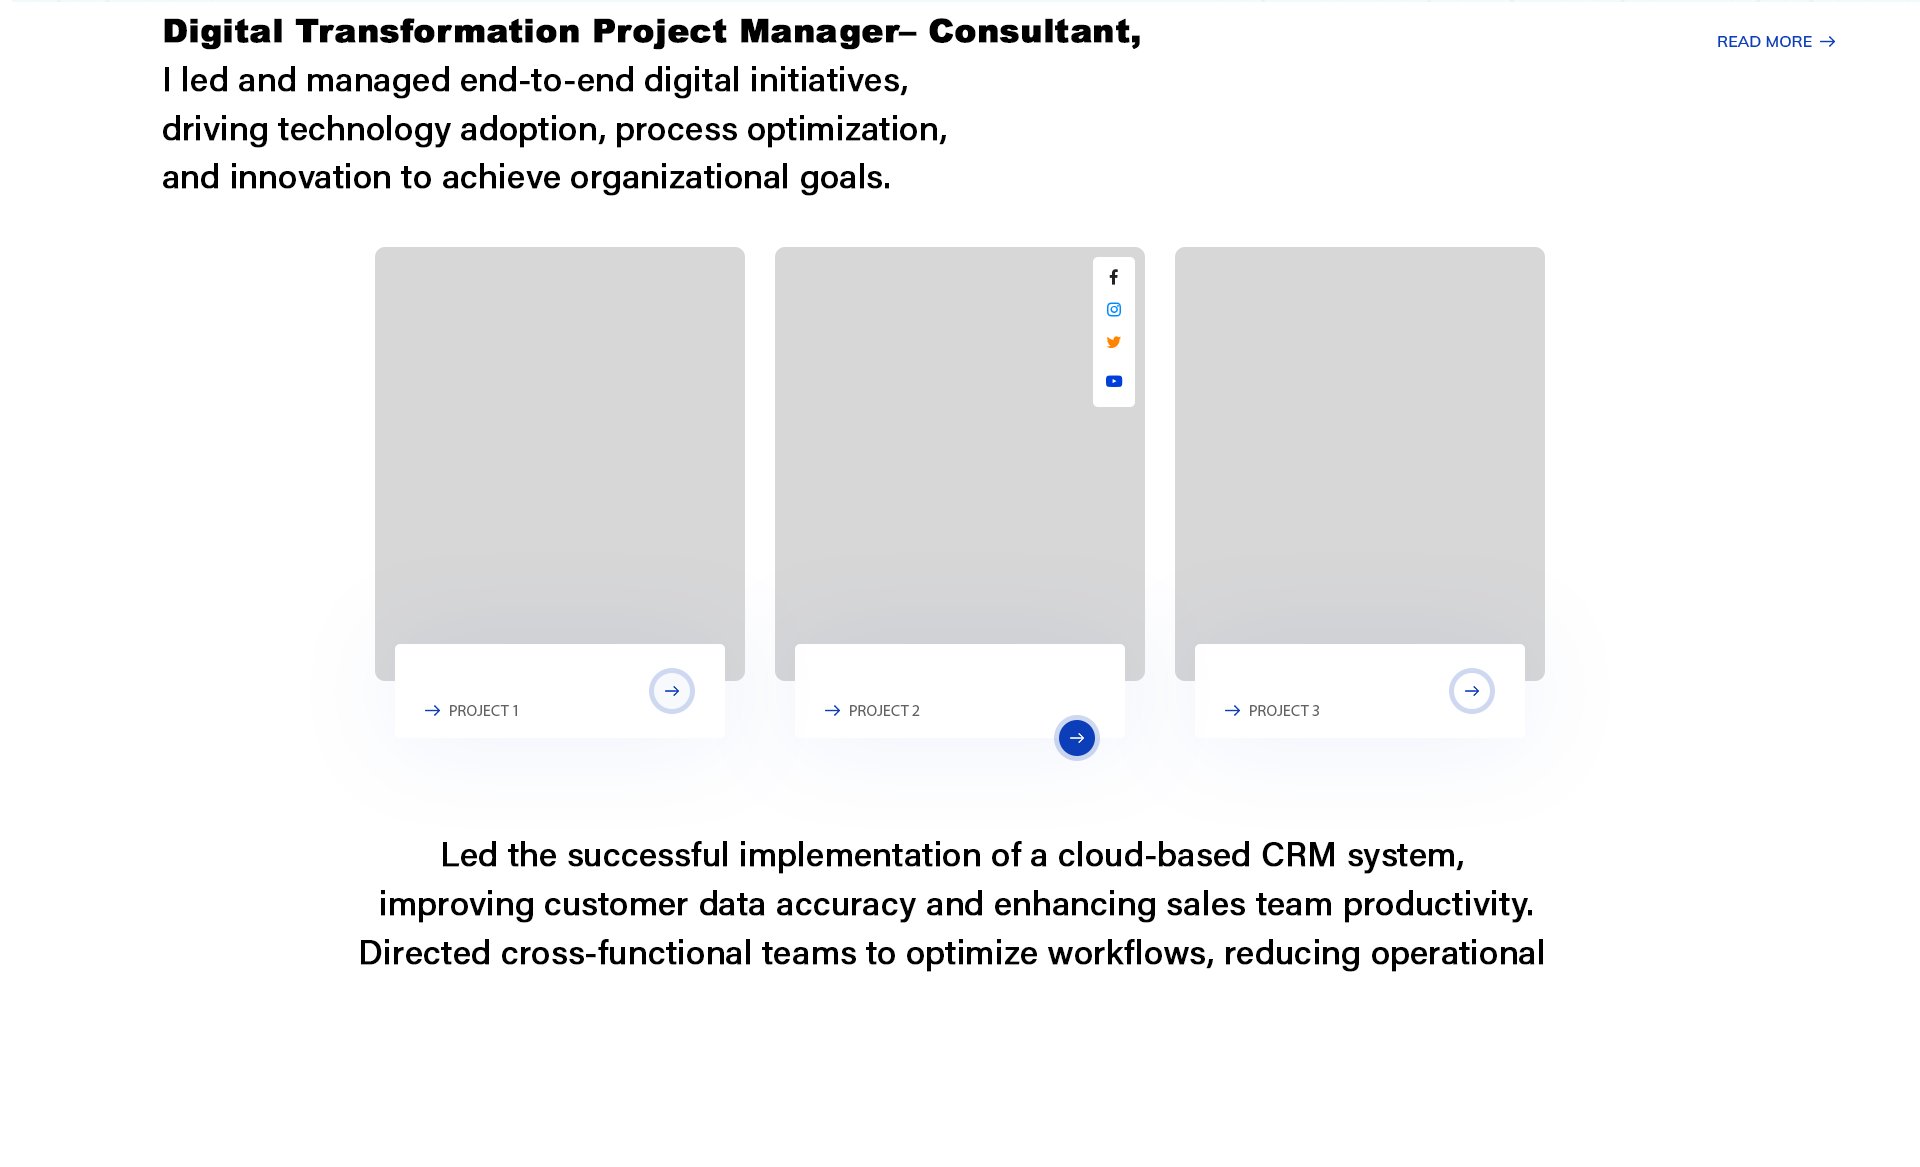 Digital Transformation Project Manager– Consultant,
READ MORE
I led and managed end-to-end digital initiatives,
driving technology adoption, process optimization,
and innovation to achieve organizational goals.
PROJECT 1
PROJECT 2
PROJECT 3
Led the successful implementation of a cloud-based CRM system,
improving customer data accuracy and enhancing sales team productivity.
Directed cross-functional teams to optimize workflows, reducing operational